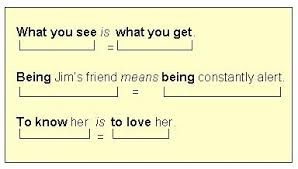 What you see is what you get.
=
Being Jim's friend means being constantly alert.
=
To know her is to love her.
=